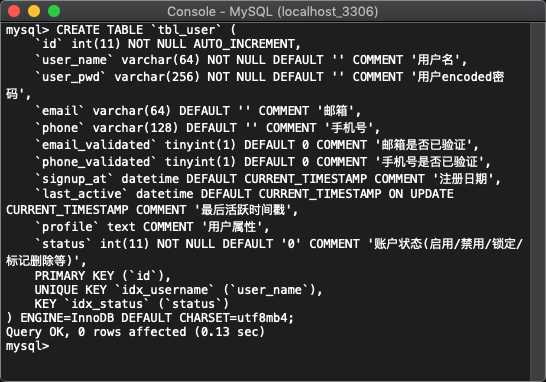 Console - MySQL (localhost_3306)
mysql> CREATE TABLE `tbl_user` (
    `id` int(11) NOT NULL AUTO_INCREMENT,
    `user_name` varchar(64) NOT NULL DEFAULT '' COMMENT '用户名',
    `user_pwd` varchar(256) NOT NULL DEFAULT '' COMMENT '用户encoded密
码',
    `email` varchar(64) DEFAULT '' COMMENT '邮箱',
    `phone` varchar(128) DEFAULT '' COMMENT '手机号',
    `email_validated` tinyint(1) DEFAULT 0 COMMENT '邮箱是否已验证',
    `phone_validated` tinyint(1) DEFAULT 0 COMMENT '手机号是否已验证',
    `signup_at` datetime DEFAULT CURRENT_TIMESTAMP COMMENT '注册日期',
    `last_active` datetime DEFAULT CURRENT_TIMESTAMP ON UPDATE
CURRENT_TIMESTAMP COMMENT '最后活跃时间戳',
    `profile` text COMMENT '用户属性',
    `status` int(11) NOT NULL DEFAULT '0' COMMENT '账户状态(启用/禁用/锁定/
标记删除等)',
    PRIMARY KEY (`id`),
    UNIQUE KEY `idx_username` (`user_name`),
    KEY `idx_status` (`status`)
) ENGINE=InnoDB DEFAULT CHARSET=utf8mb4;
Query OK, 0 rows affected (0.13 sec)
mysql>